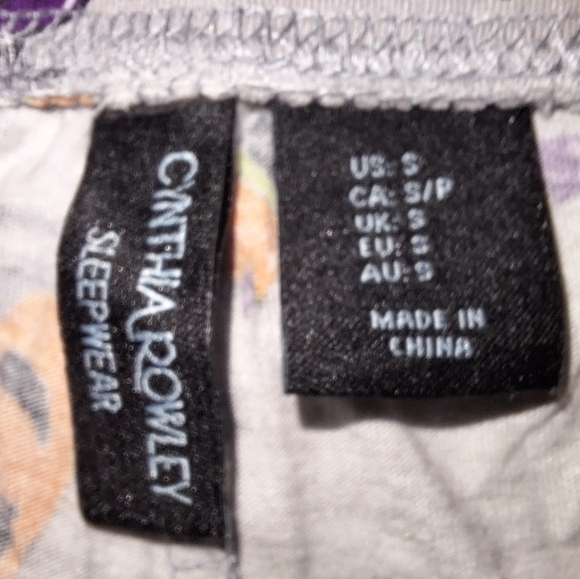 CYNTHIA ROWLEY
SLEEPWEAR
US: S
CA: S/P
UK: S
EU: S
AU: S
MADE IN
CHINA